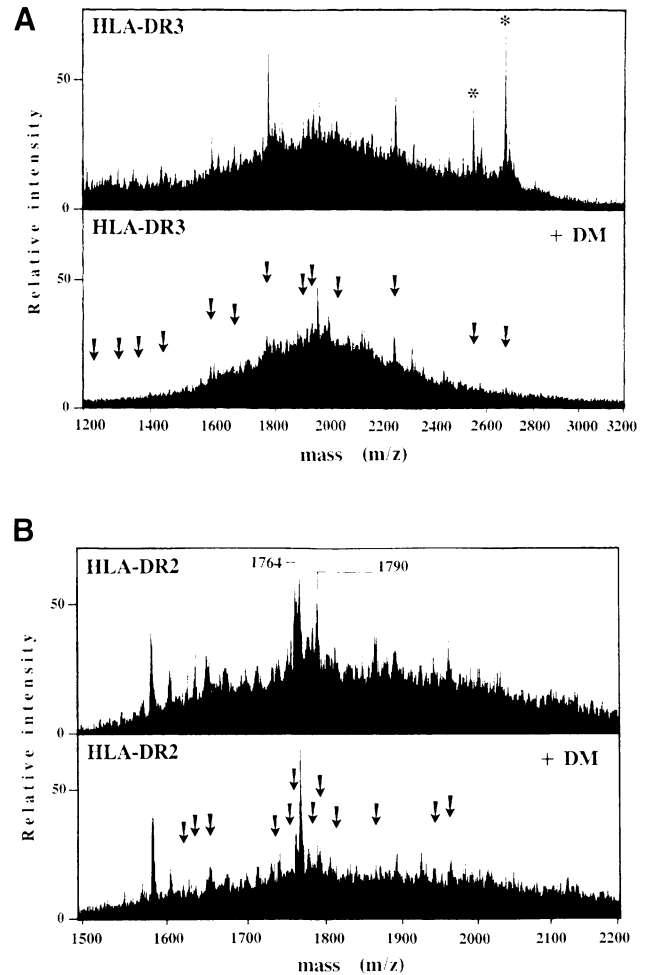 A
HLA-DR3
*
*
50
0
HLA-DR3
+ DM
50
0
Relative intensity
1200 1400 1600 1800 2000 2200 2400 2600 2800 3000 3200
mass (m/z)
B
HLA-DR2
1764
1790
50
0
HLA-DR2
+ DM
50
0
Relative intensity
1500 1600 1700 1800 1900 2000 2100 2200
mass (m/z)